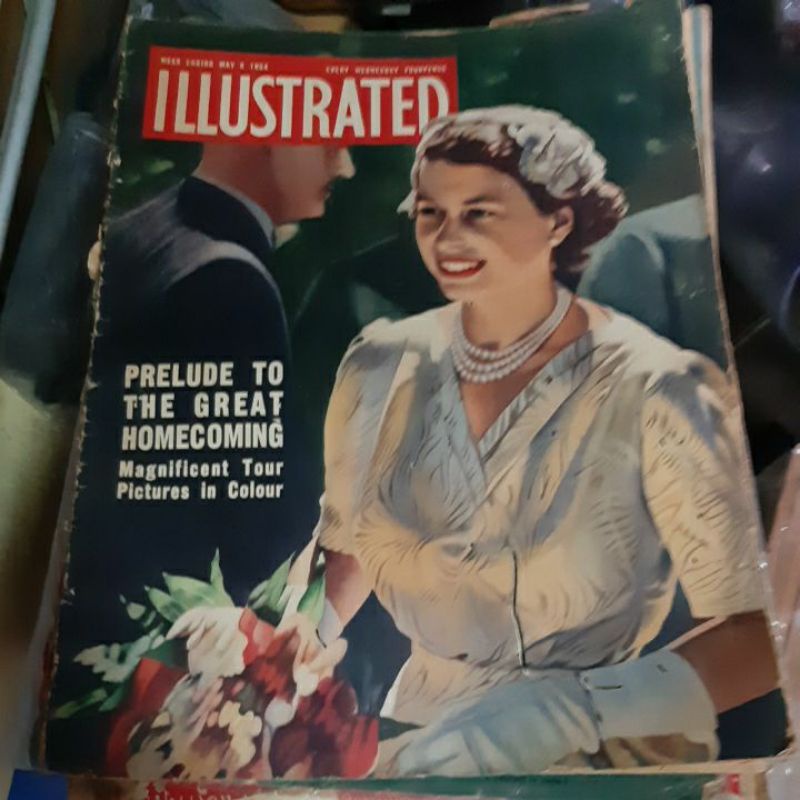 WEEK ENDING MAY 8 1954
EVERY WEDNESDAY FOURPENCE
ILLUSTRATED
PRELUDE TO
THE GREAT
HOMECOMING
Magnificent Tour
Pictures in Colour